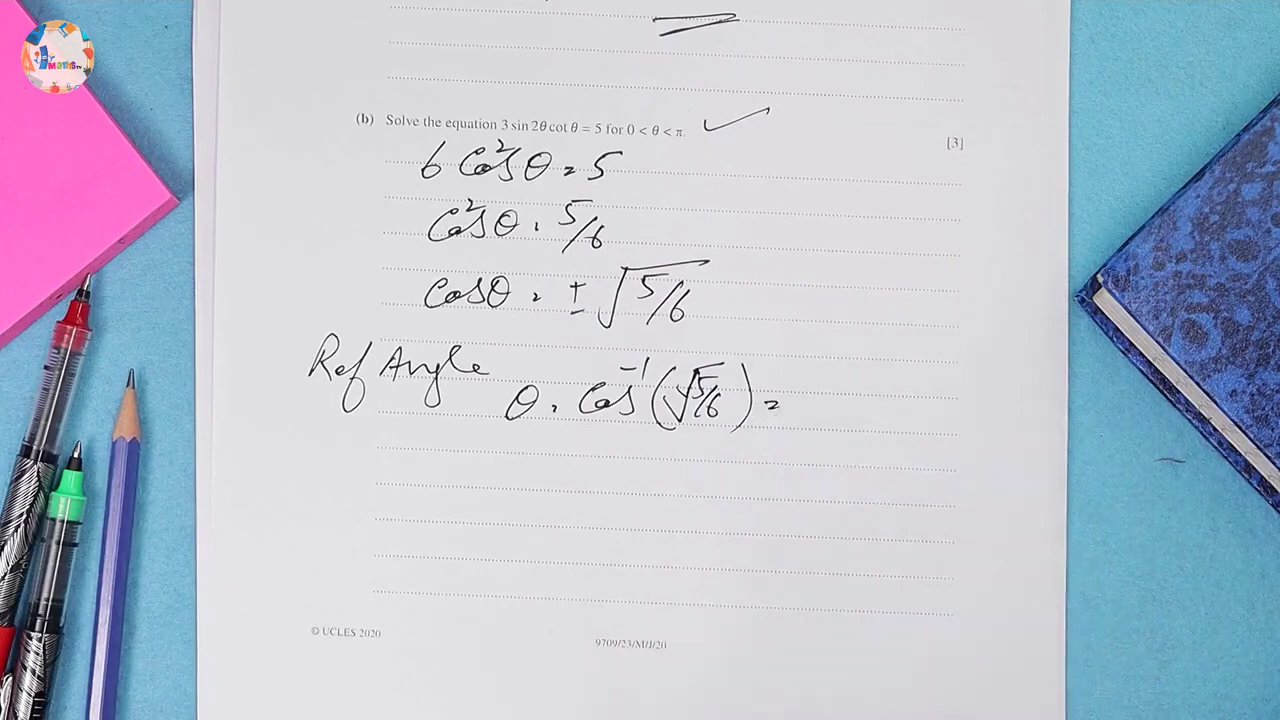 (b) Solve the equation 3 sin 2θ cot θ = 5 for 0 < θ < π. ✓
[3]
6 Cos²θ = 5
Cos²θ = 5/6
Cosθ = ± √5/6
Ref Angle
θ = Cos⁻¹(√5/6) =
© UCLES 2020
9709/23/M/J/20